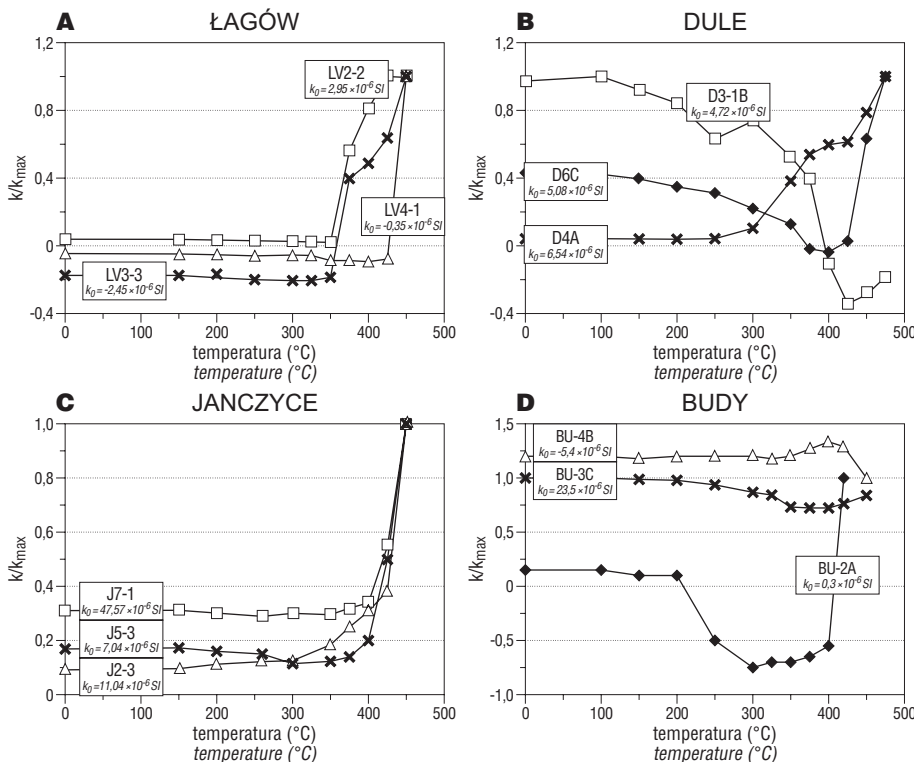 A ŁAGÓW
k/kmax
1,2
0,8
0,4
0
-0,4
LV2-2
k0=2,95×10-6 SI
LV4-1
k0=-0,35×10-6 SI
LV3-3
k0=-2,45×10-6 SI
0 100 200 300 400 500
temperatura (°C)
temperature (°C)
B DULE
k/kmax
1,2
0,8
0,4
0
-0,4
D3-1B
k0=4,72×10-6 SI
D6C
k0=5,08×10-6 SI
D4A
k0=6,54×10-6 SI
0 100 200 300 400 500
temperatura (°C)
temperature (°C)
C JANCZYCE
k/kmax
1,0
0,8
0,6
0,4
0,2
0
J7-1
k0=47,57×10-6 SI
J5-3
k0=7,04×10-6 SI
J2-3
k0=11,04×10-6 SI
0 100 200 300 400 500
temperatura (°C)
temperature (°C)
D BUDY
k/kmax
1,5
1,0
0,5
0
-0,5
-1,0
BU-4B
k0=-5,4×10-6 SI
BU-3C
k0=23,5×10-6 SI
BU-2A
k0=0,3×10-6 SI
0 100 200 300 400 500
temperatura (°C)
temperature (°C)